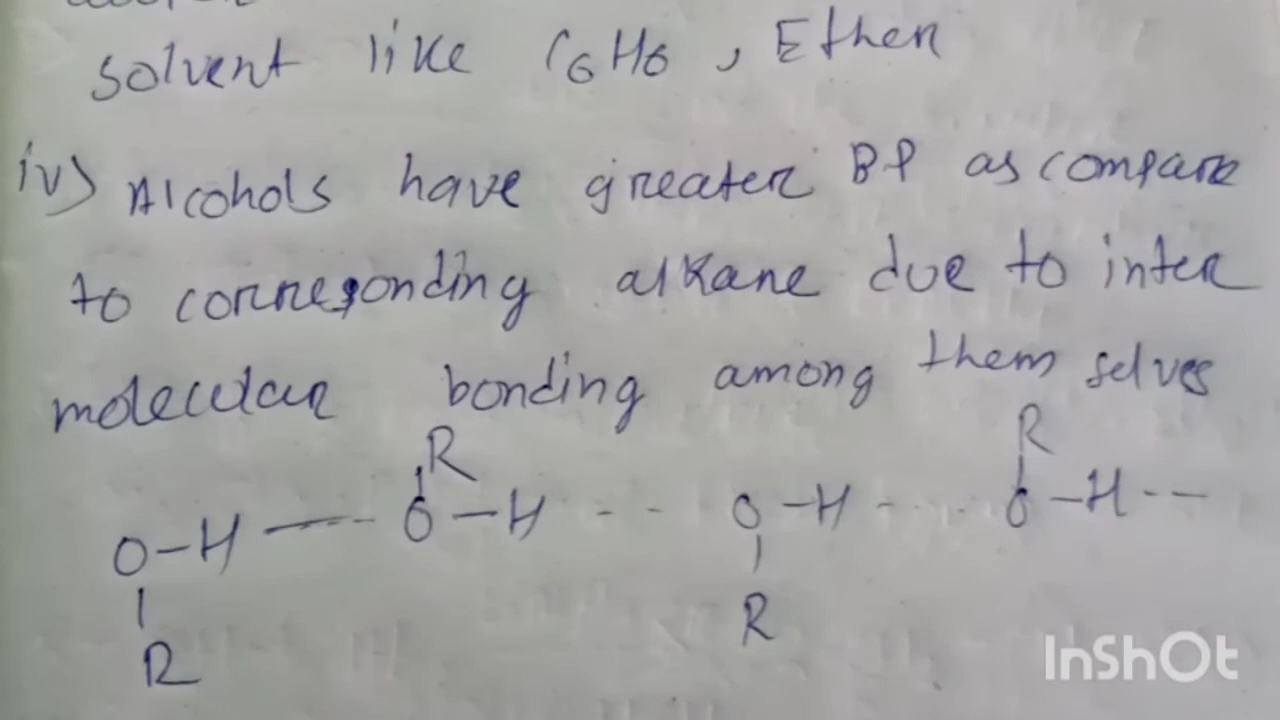 solvent like C6H6 , Ether
iv) Alcohols have greater BP as compare
to corresponding alkane due to inter
molecular bonding among them selves
R R
O-H --- O-H --- O-H --- O-H ---
R R
InShOt